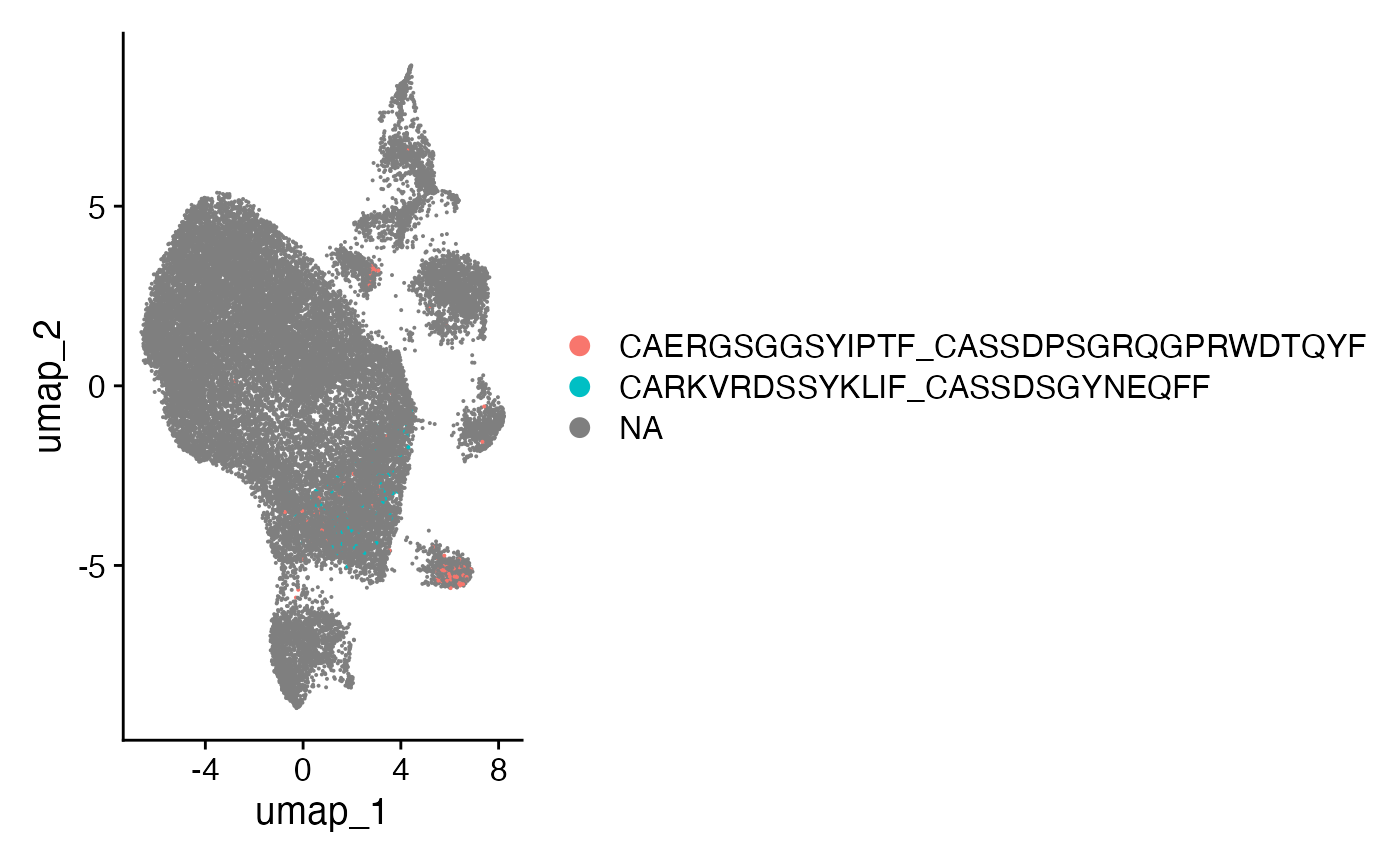 5
0
-5
umap_2
-4 0 4 8
umap_1
CAERGSGGSYIPTF_CASSDPSGRQGPRWDTQYF
CARKVRDSSYKLIF_CASSDSGYNEQFF
NA